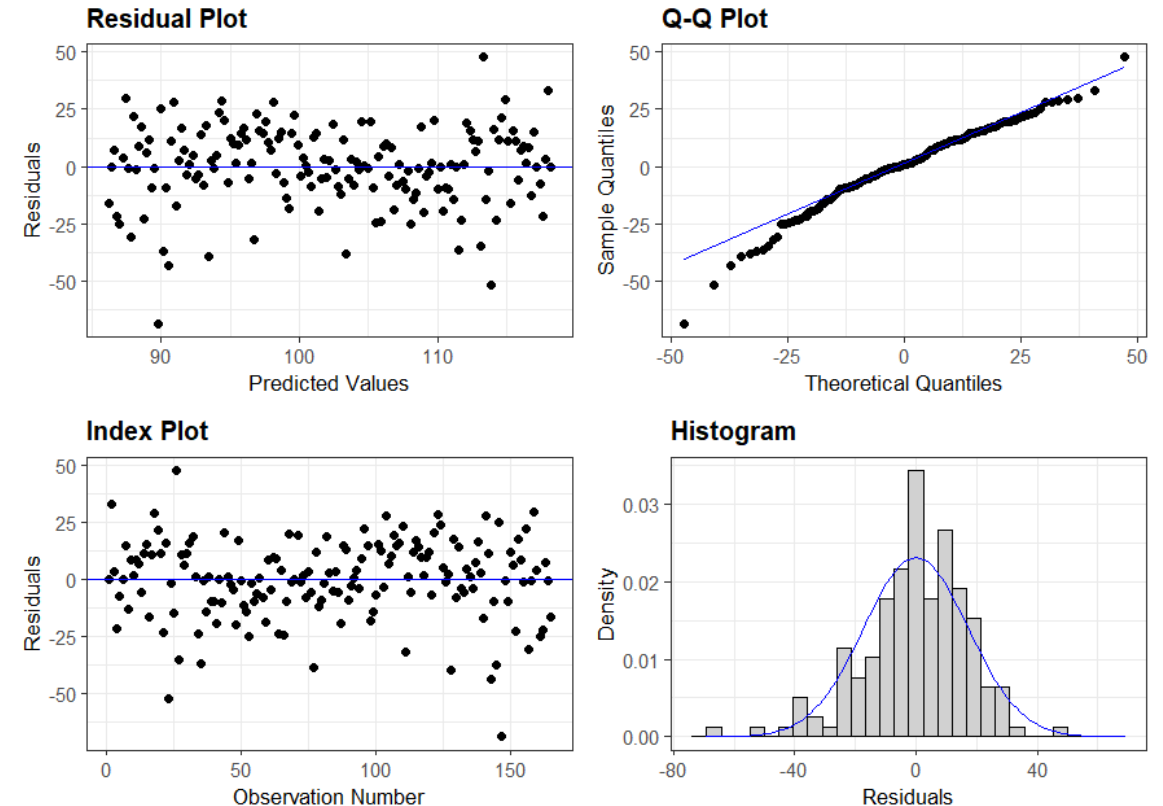 Residual Plot
50
25
0
-25
-50
Residuals
90 100 110
Predicted Values
Q-Q Plot
50
25
0
-25
-50
Sample Quantiles
-50 -25 0 25 50
Theoretical Quantiles
Index Plot
50
25
0
-25
-50
Residuals
0 50 100 150
Observation Number
Histogram
0.03
0.02
0.01
0.00
Density
-80 -40 0 40
Residuals